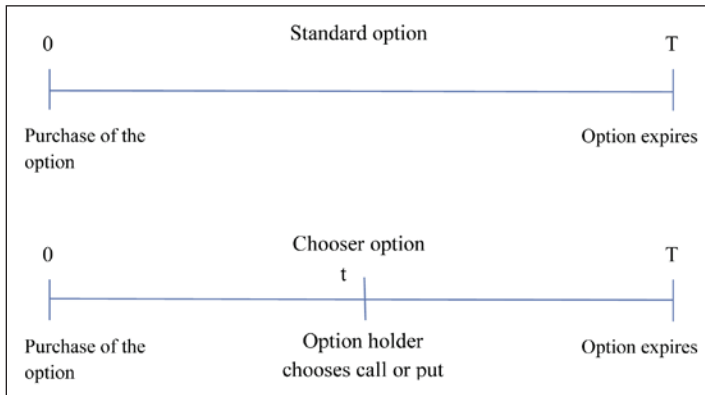 Standard option
0 T
Purchase of the
option
Option expires
Chooser option
0 t T
Purchase of the
option
Option holder
chooses call or put
Option expires